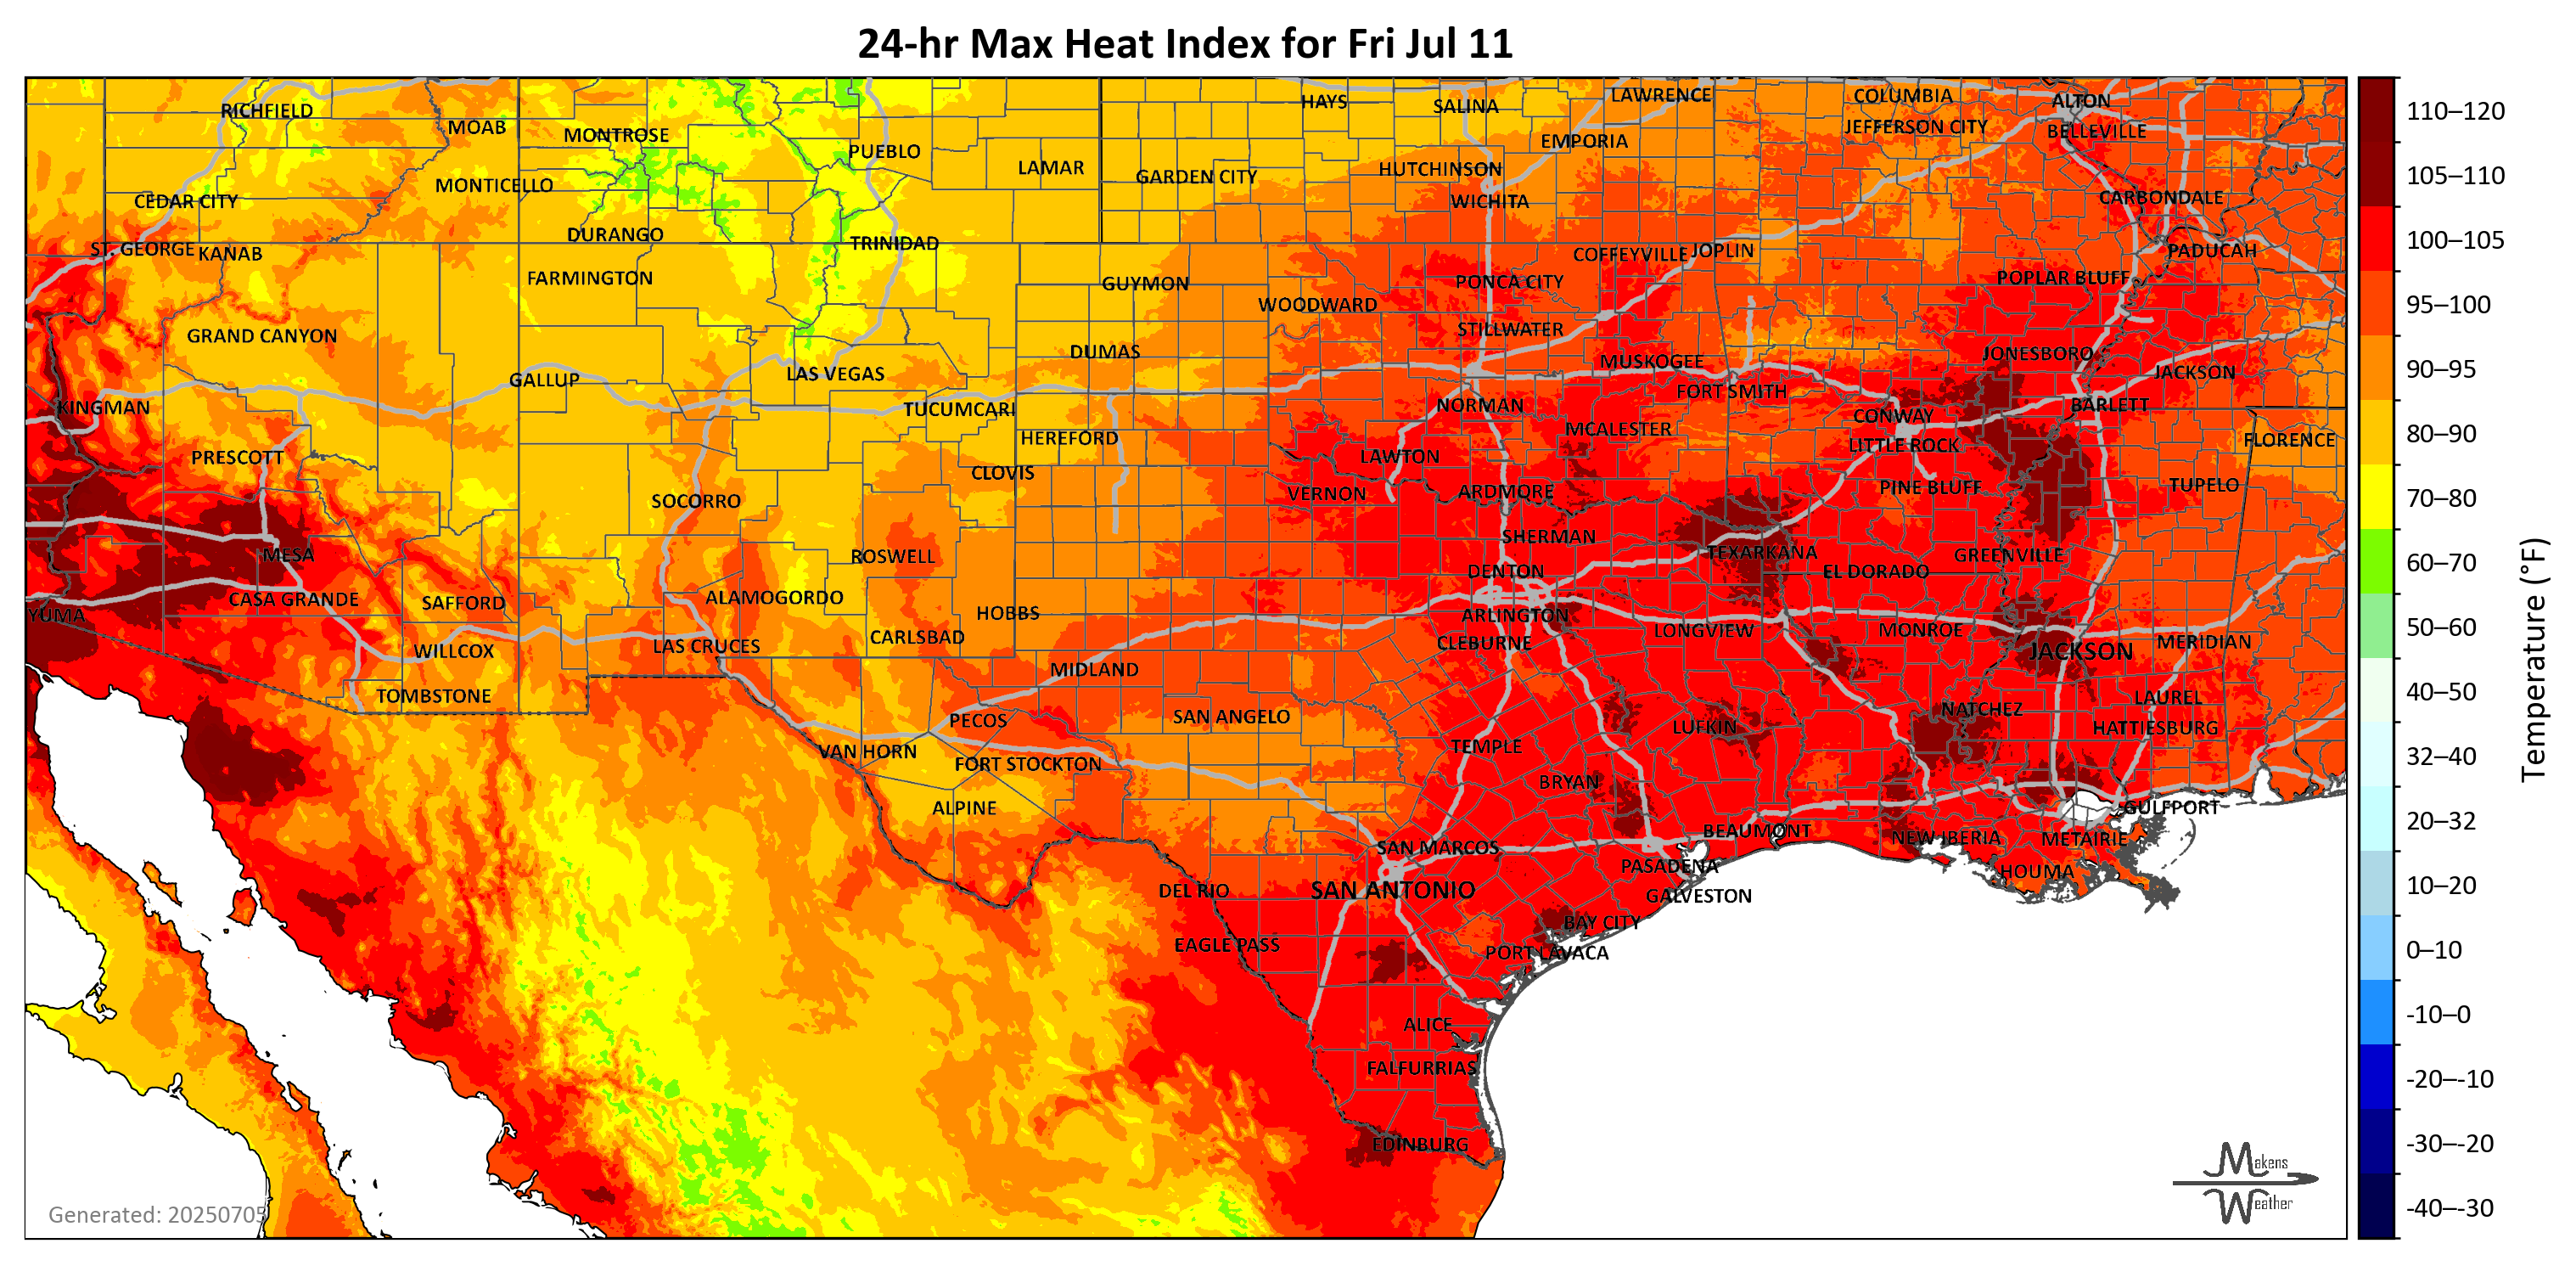 24-hr Max Heat Index for Fri Jul 11
RICHFIELD
MOAB
MONTROSE
PUEBLO
LAMAR
HAYS
SALINA
LAWRENCE
COLUMBIA
ALTON
GARDEN CITY
HUTCHINSON
EMPORIA
JEFFERSON CITY
BELLEVILLE
CEDAR CITY
MONTICELLO
WICHITA
CARBONDALE
ST. GEORGE
KANAB
DURANGO
TRINIDAD
COFFEYVILLE
JOPLIN
PADUCAH
FARMINGTON
GUYMON
WOODWARD
PONCA CITY
POPLAR BLUFF
GRAND CANYON
DUMAS
STILLWATER
MUSKOGEE
JONESBORO
GALLUP
LAS VEGAS
FORT SMITH
JACKSON
KINGMAN
TUCUMCARI
NORMAN
CONWAY
BARLETT
HEREFORD
MCALESTER
LITTLE ROCK
FLORENCE
PRESCOTT
CLOVIS
LAWTON
PINE BLUFF
TUPELO
SOCORRO
VERNON
ARDMORE
MESA
ROSWELL
SHERMAN
TEXARKANA
GREENVILLE
CASA GRANDE
SAFFORD
ALAMOGORDO
DENTON
EL DORADO
YUMA
HOBBS
ARLINGTON
WILLCOX
LAS CRUCES
CARLSBAD
CLEBURNE
LONGVIEW
MONROE
JACKSON
MERIDIAN
TOMBSTONE
MIDLAND
PECOS
SAN ANGELO
LUFKIN
NATCHEZ
LAUREL
HATTIESBURG
VAN HORN
FORT STOCKTON
TEMPLE
ALPINE
BRYAN
GULFPORT
SAN MARCOS
BEAUMONT
NEW IBERIA
METAIRIE
DEL RIO
SAN ANTONIO
PASADENA
HOUMA
GALVESTON
EAGLE PASS
BAY CITY
PORT LAVACA
ALICE
FALFURRIAS
EDINBURG
Generated: 20250705
Makens
Weather
110–120
105–110
100–105
95–100
90–95
80–90
70–80
60–70
50–60
40–50
32–40
20–32
10–20
0–10
-10–0
-20–-10
-30–-20
-40–-30
Temperature (°F)